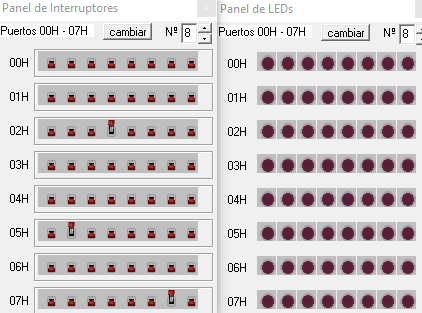 Panel de Interruptores
Puertos 00H - 07H cambiar Nº 8
00H
01H
02H
03H
04H
05H
06H
07H
Panel de LEDs
Puertos 00H - 07H cambiar Nº 8
00H
01H
02H
03H
04H
05H
06H
07H